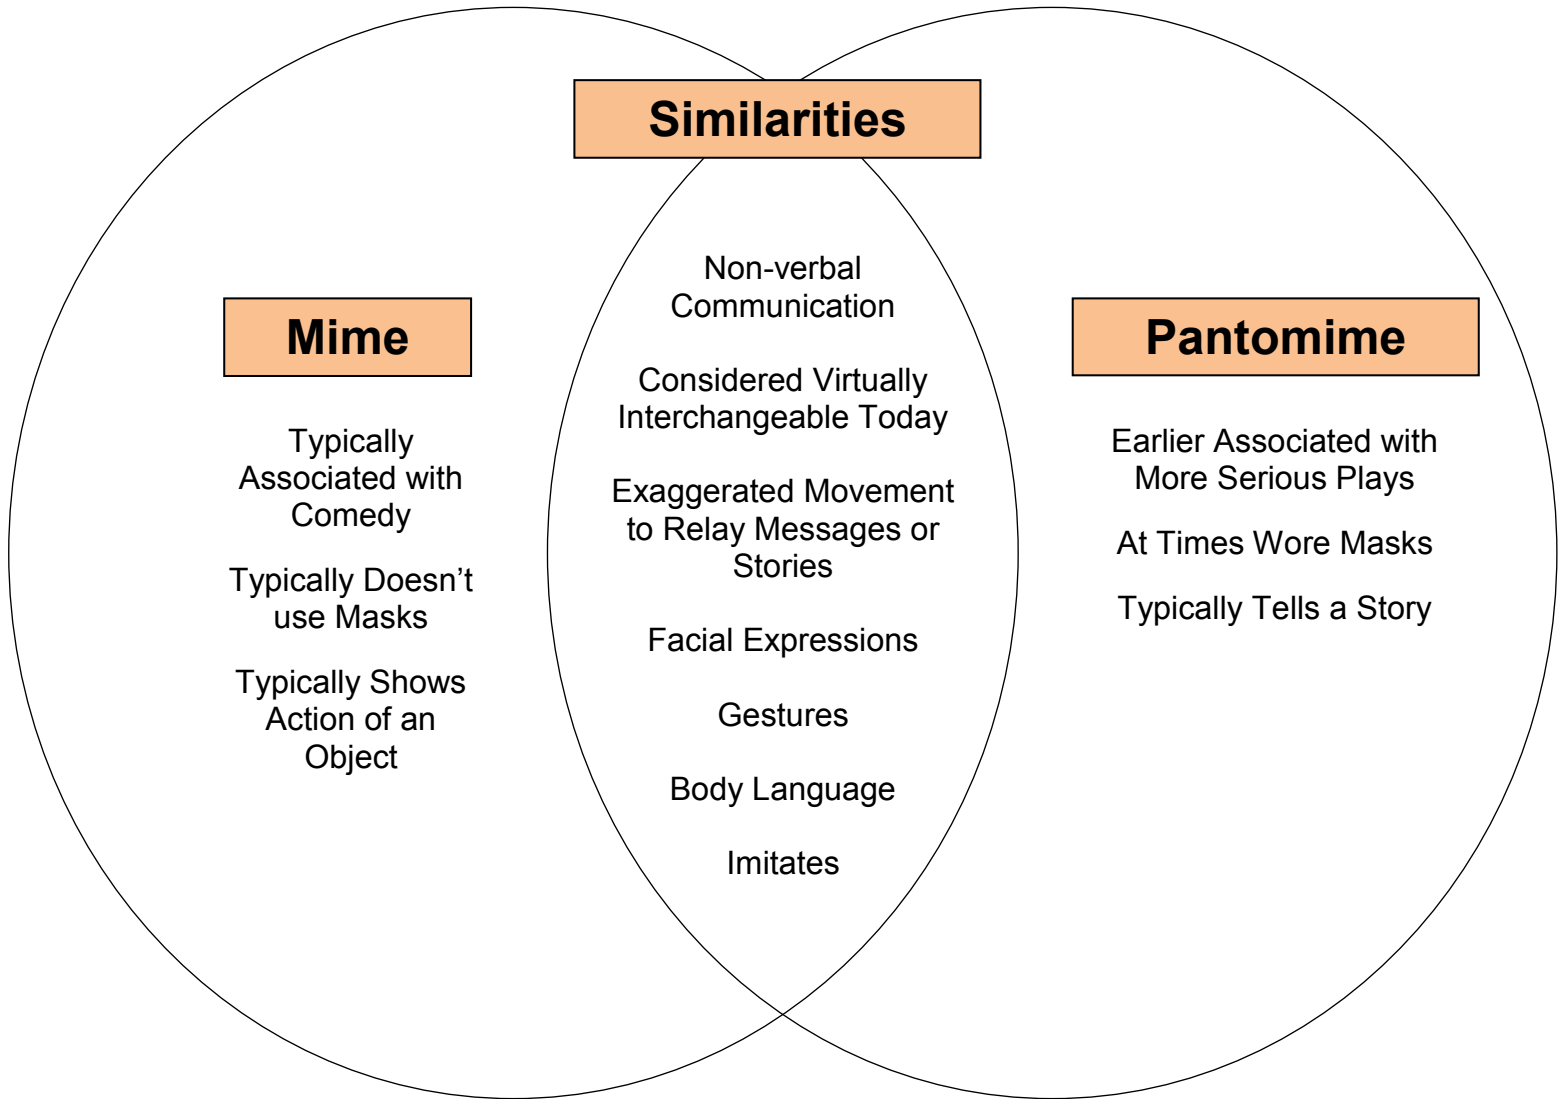 Similarities
Mime
Typically
Associated with
Comedy
Typically Doesn’t
use Masks
Typically Shows
Action of an
Object
Non-verbal
Communication
Considered Virtually
Interchangeable Today
Exaggerated Movement
to Relay Messages or
Stories
Facial Expressions
Gestures
Body Language
Imitates
Pantomime
Earlier Associated with
More Serious Plays
At Times Wore Masks
Typically Tells a Story